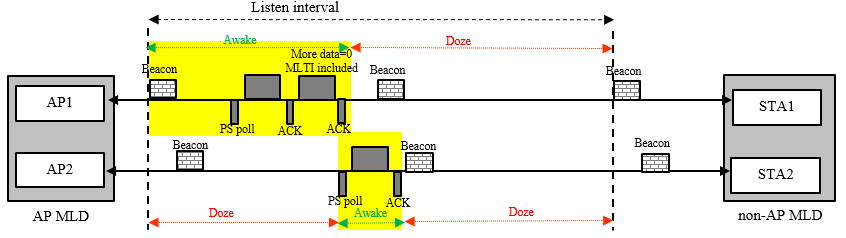 Listen interval
Awake
Doze
More data=0
MLTI included
Beacon
Beacon
Beacon
AP1
STA1
PS poll
ACK
ACK
Beacon
Beacon
Beacon
AP2
STA2
PS poll
ACK
AP MLD
Doze
Awake
Doze
non-AP MLD